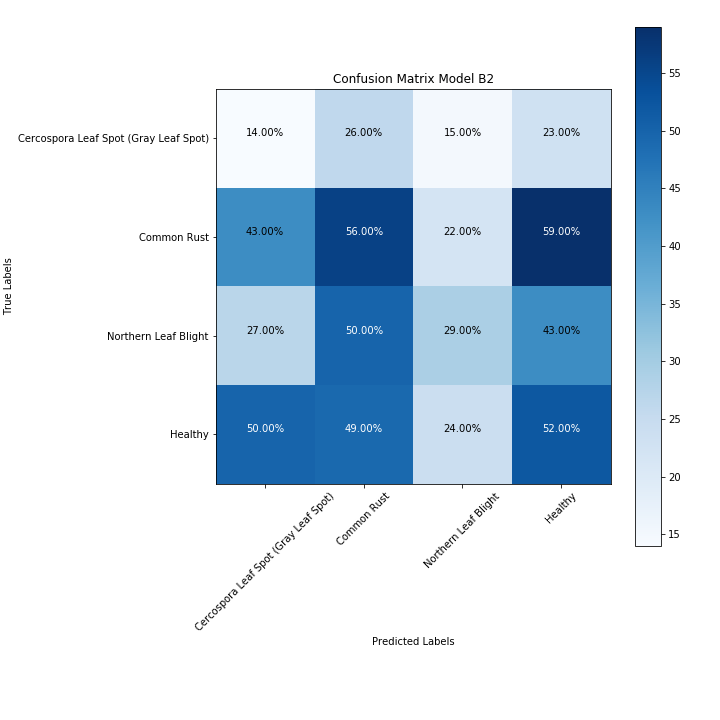 Confusion Matrix Model B2
True Labels
Cercospora Leaf Spot (Gray Leaf Spot) 14.00% 26.00% 15.00% 23.00%
Common Rust 43.00% 56.00% 22.00% 59.00%
Northern Leaf Blight 27.00% 50.00% 29.00% 43.00%
Healthy 50.00% 49.00% 24.00% 52.00%
Cercospora Leaf Spot (Gray Leaf Spot)
Common Rust
Northern Leaf Blight
Healthy
Predicted Labels
55
50
45
40
35
30
25
20
15